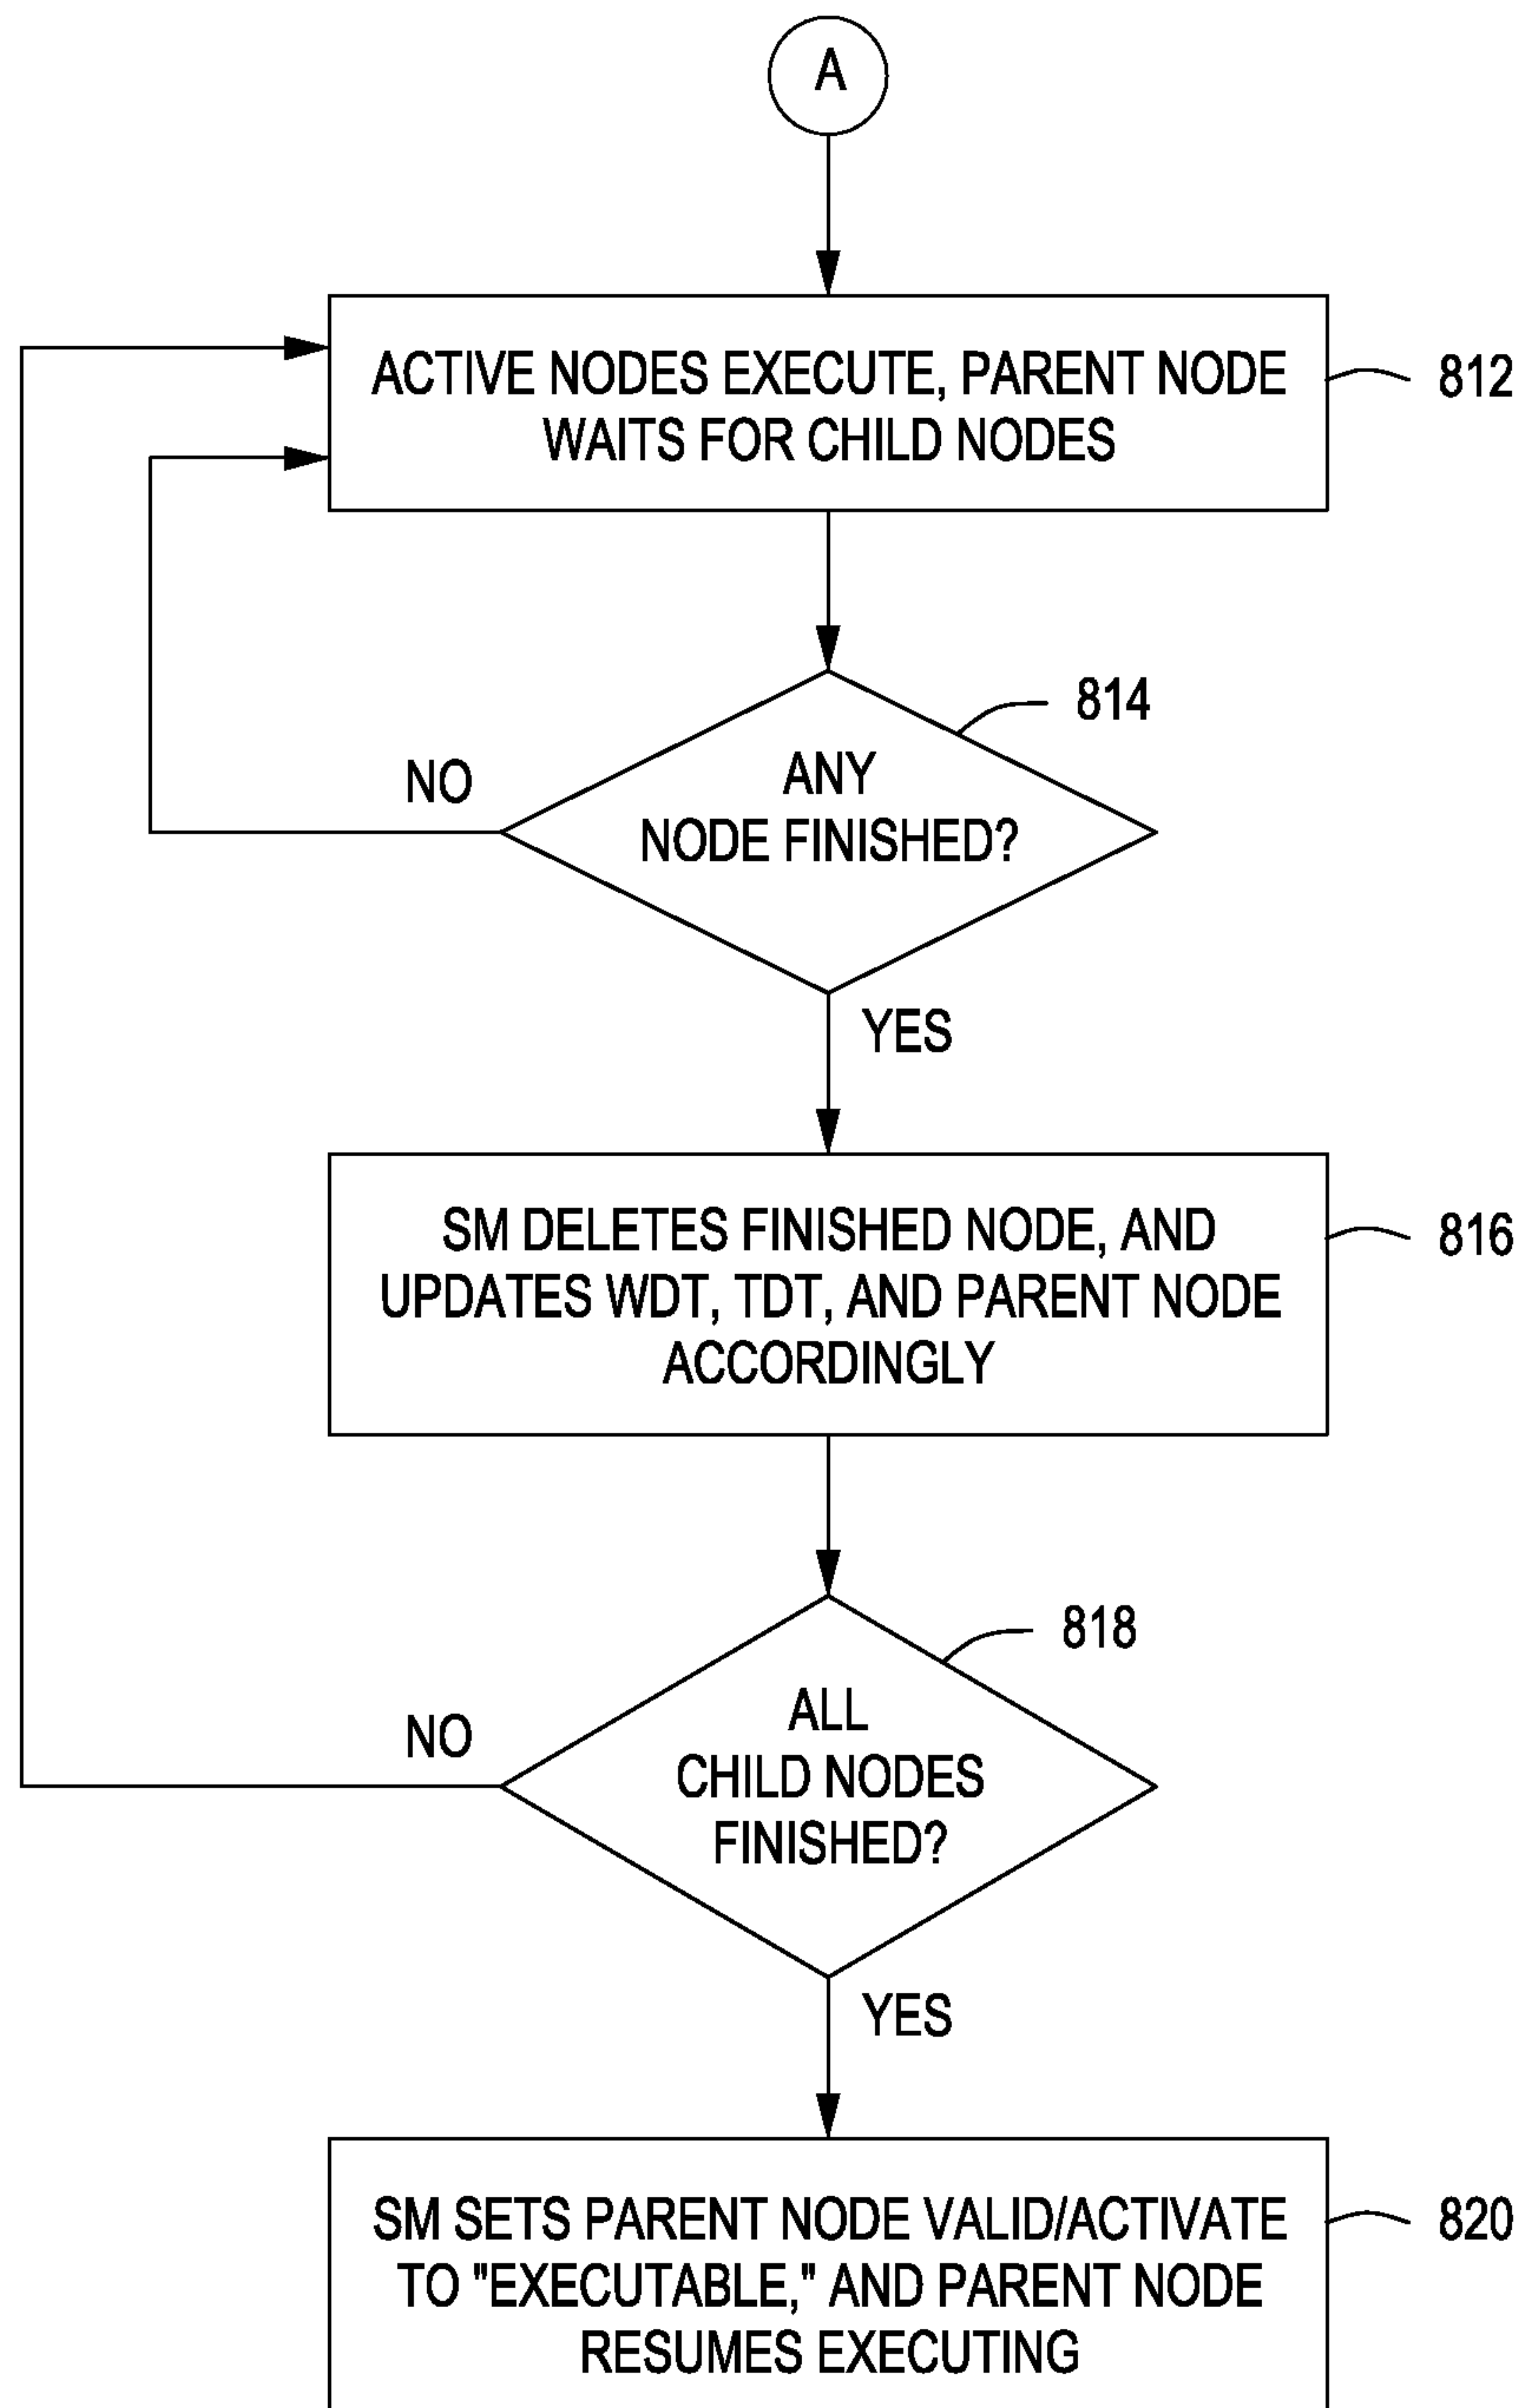 A
ACTIVE NODES EXECUTE, PARENT NODE
WAITS FOR CHILD NODES
812
814
ANY
NODE FINISHED?
NO
YES
SM DELETES FINISHED NODE, AND
UPDATES WDT, TDT, AND PARENT NODE
ACCORDINGLY
816
818
ALL
CHILD NODES
FINISHED?
NO
YES
SM SETS PARENT NODE VALID/ACTIVATE
TO "EXECUTABLE," AND PARENT NODE
RESUMES EXECUTING
820